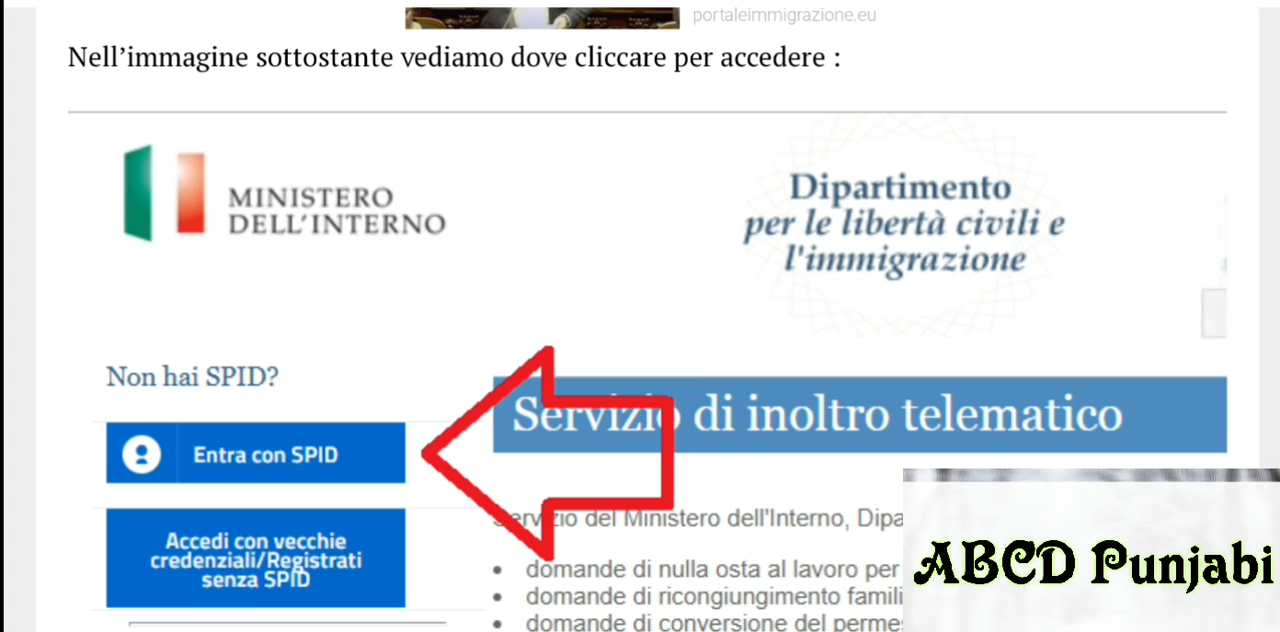 portaleimmigrazione.eu
Nell’immagine sottostante vediamo dove cliccare per accedere :
MINISTERO
DELL'INTERNO
Dipartimento
per le libertà civili e
l'immigrazione
Non hai SPID?
Entra con SPID
Servizio di inoltro telematico
Accedi con vecchie
credenziali/Registrati
senza SPID
Servizio del Ministero dell'Interno,
• domande di nulla osta al lavoro per
• domande di ricongiungimento
• domande di conversione del
ABCD Punjabi